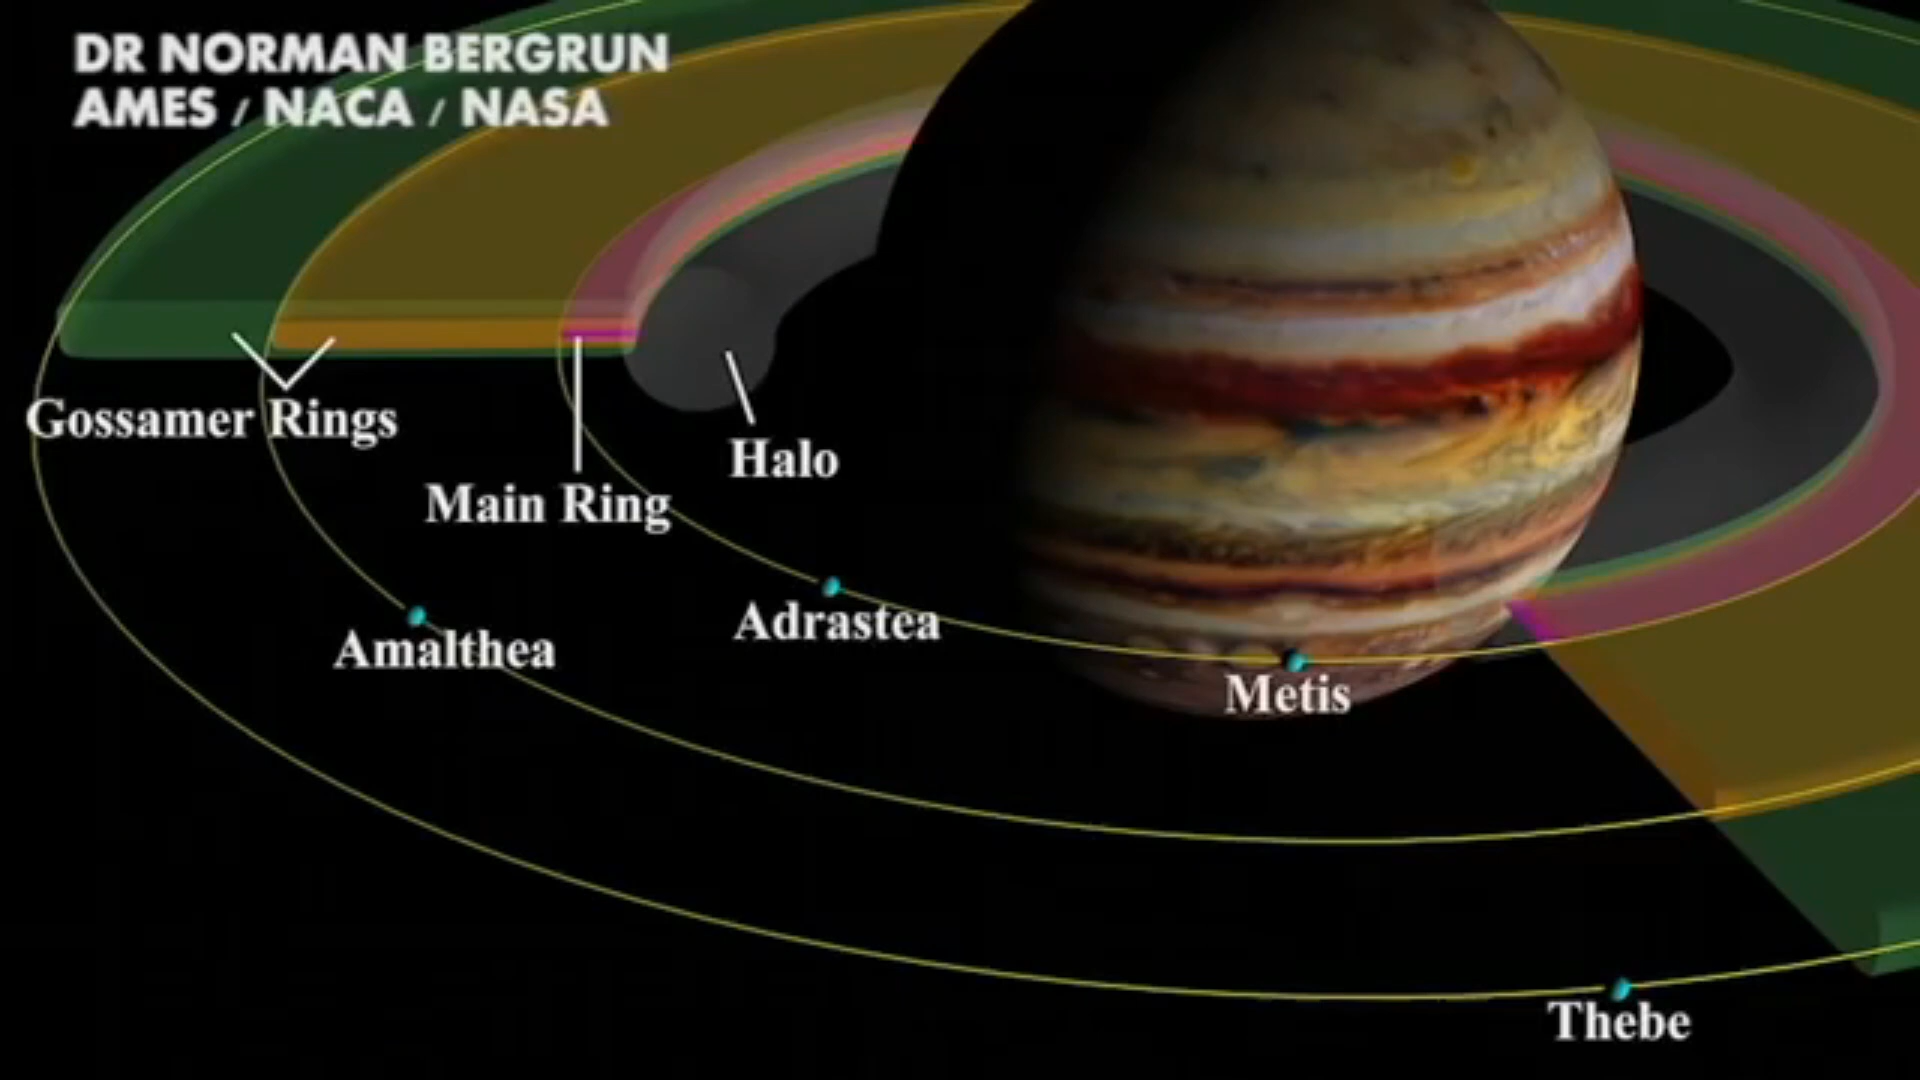 DR NORMAN BERGRUN
AMES / NACA / NASA
Gossamer Rings
Halo
Main Ring
Adrastea
Amalthea
Metis
Thebe